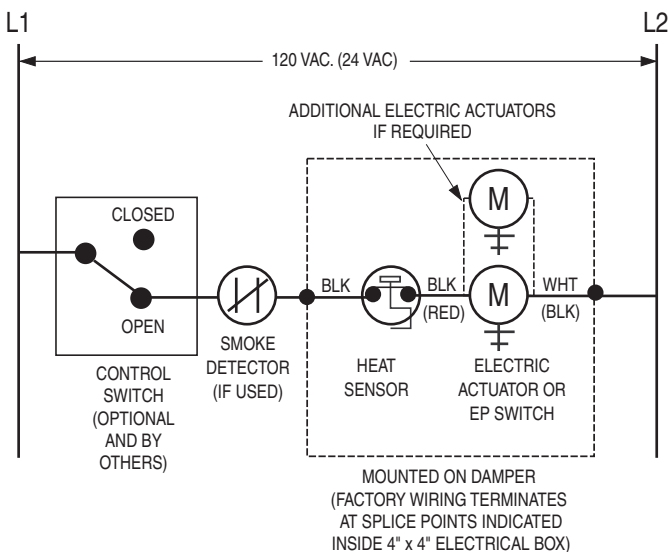 L1
L2
120 VAC. (24 VAC)
ADDITIONAL ELECTRIC ACTUATORS
IF REQUIRED
M
CLOSED
OPEN
BLK
BLK
(RED)
M
WHT
(BLK)
CONTROL
SWITCH
(OPTIONAL
AND BY
OTHERS)
SMOKE
DETECTOR
(IF USED)
HEAT
SENSOR
ELECTRIC
ACTUATOR OR
EP SWITCH
MOUNTED ON DAMPER
(FACTORY WIRING TERMINATES
AT SPLICE POINTS INDICATED
INSIDE 4" x 4" ELECTRICAL BOX)